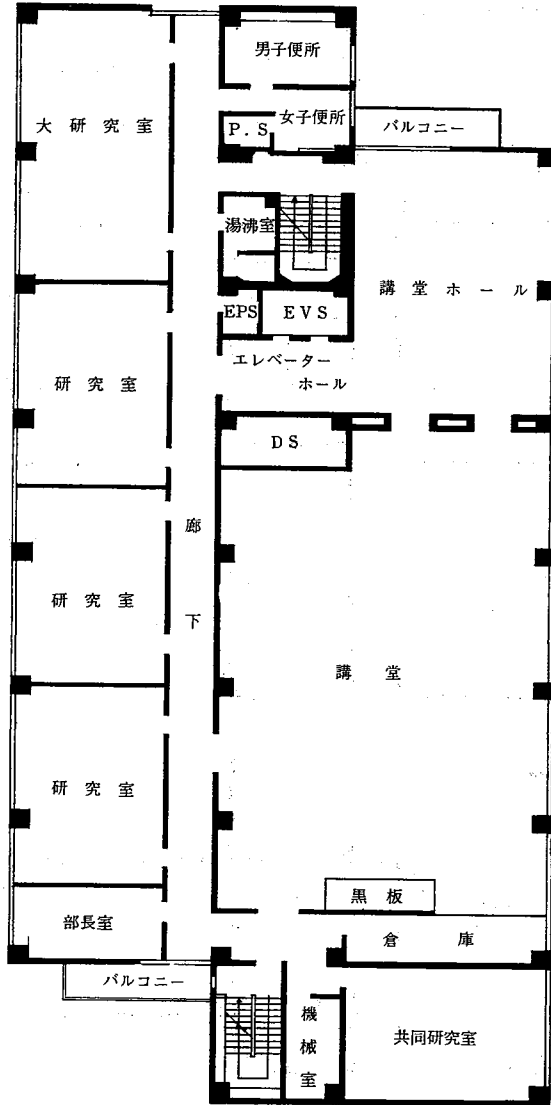 男子便所
大研究室
P.S
女子便所
バルコニー
湯沸室
講堂ホール
EPS
EVS
エレベーター
ホール
研究室
DS
廊
下
研究室
講堂
研究室
黒板
部長室
倉庫
バルコニー
機
械
室
共同研究室